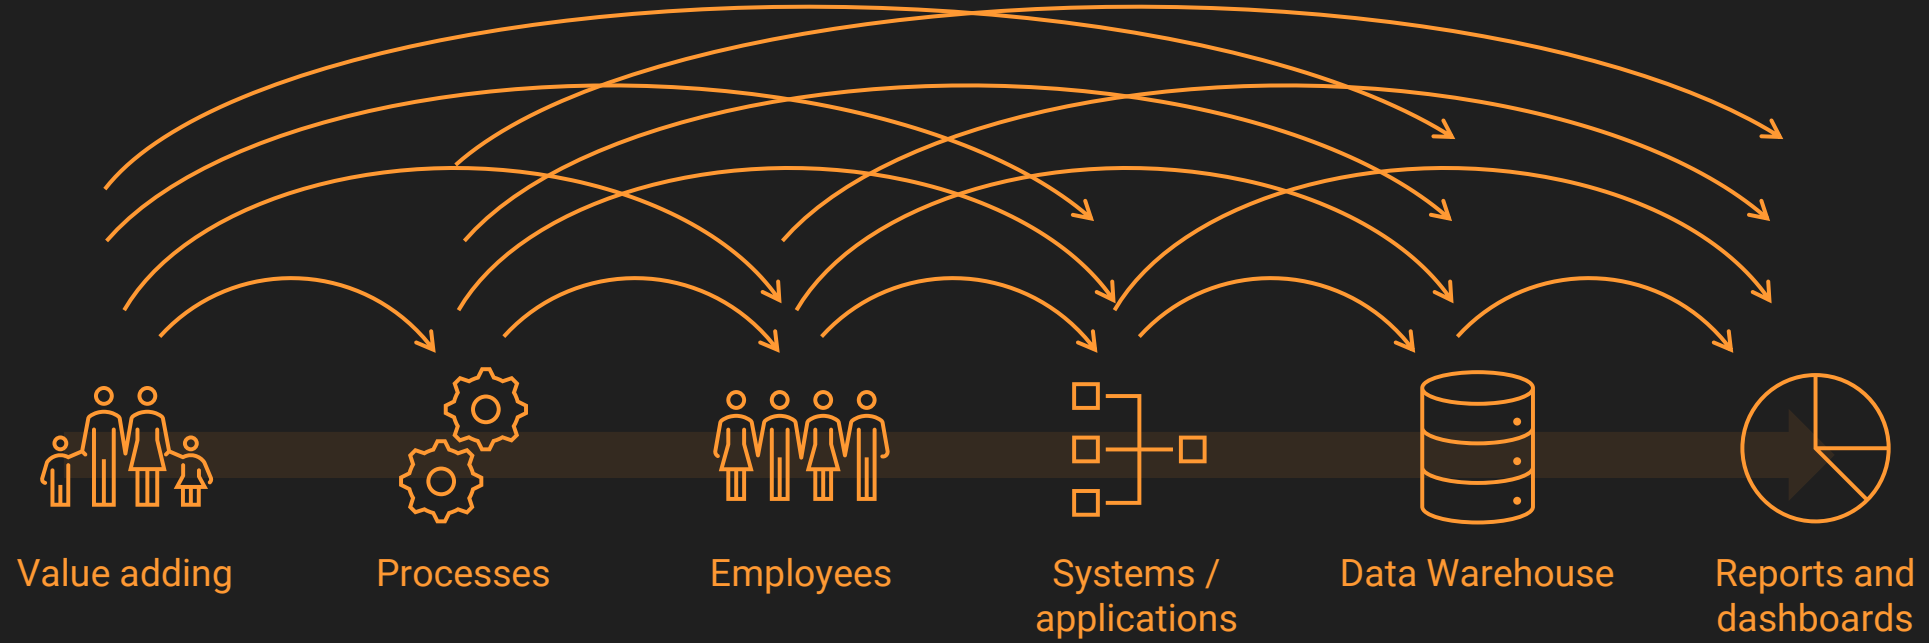 Value adding
Processes
Employees
Systems /
applications
Data Warehouse
Reports and
dashboards